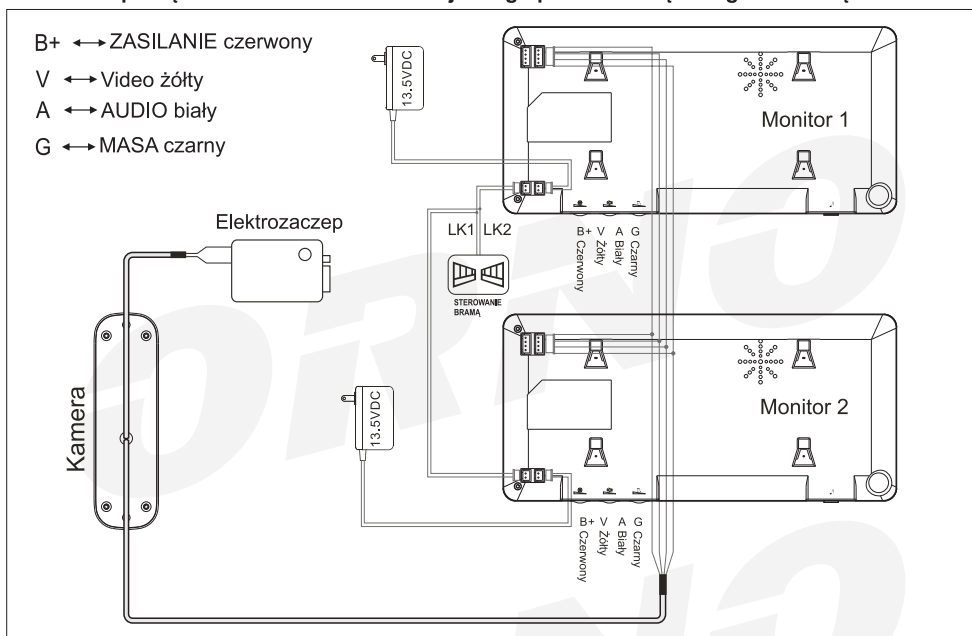 B+ ↔ ZASILANIE czerwony
V ↔ Video żółty
A ↔ AUDIO biały
G ↔ MASA czarny
13.5VDC
Monitor 1
Elektrozaczep
LK1 LK2
B+ Czerwony
V Żółty
A Biały
G Czarny
STEROWANIE
BRAMĄ
Kamera
13.5VDC
Monitor 2
B+ Czerwony
V Żółty
A Biały
G Czarny
ORNO